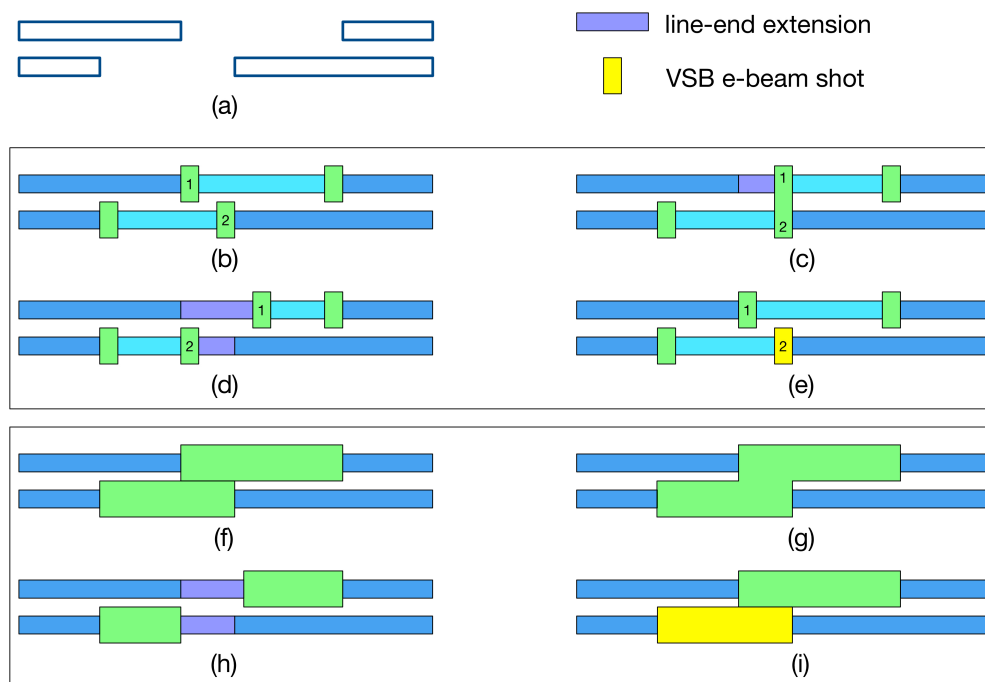 line-end extension
VSB e-beam shot
(a)
1
2
(b)
1
2
(c)
1
2
(d)
1
2
(e)
(f)
(g)
(h)
(i)